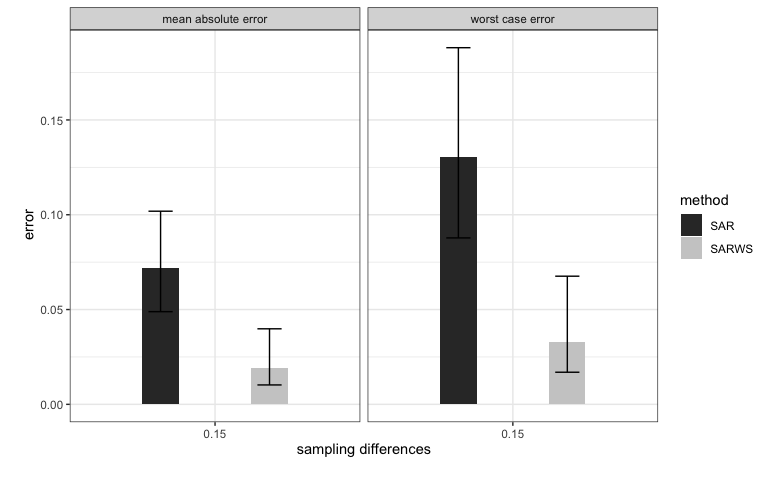 mean absolute error
worst case error
0.15
0.10
0.05
0.00
error
0.15
0.15
sampling differences
method
SAR
SARWS